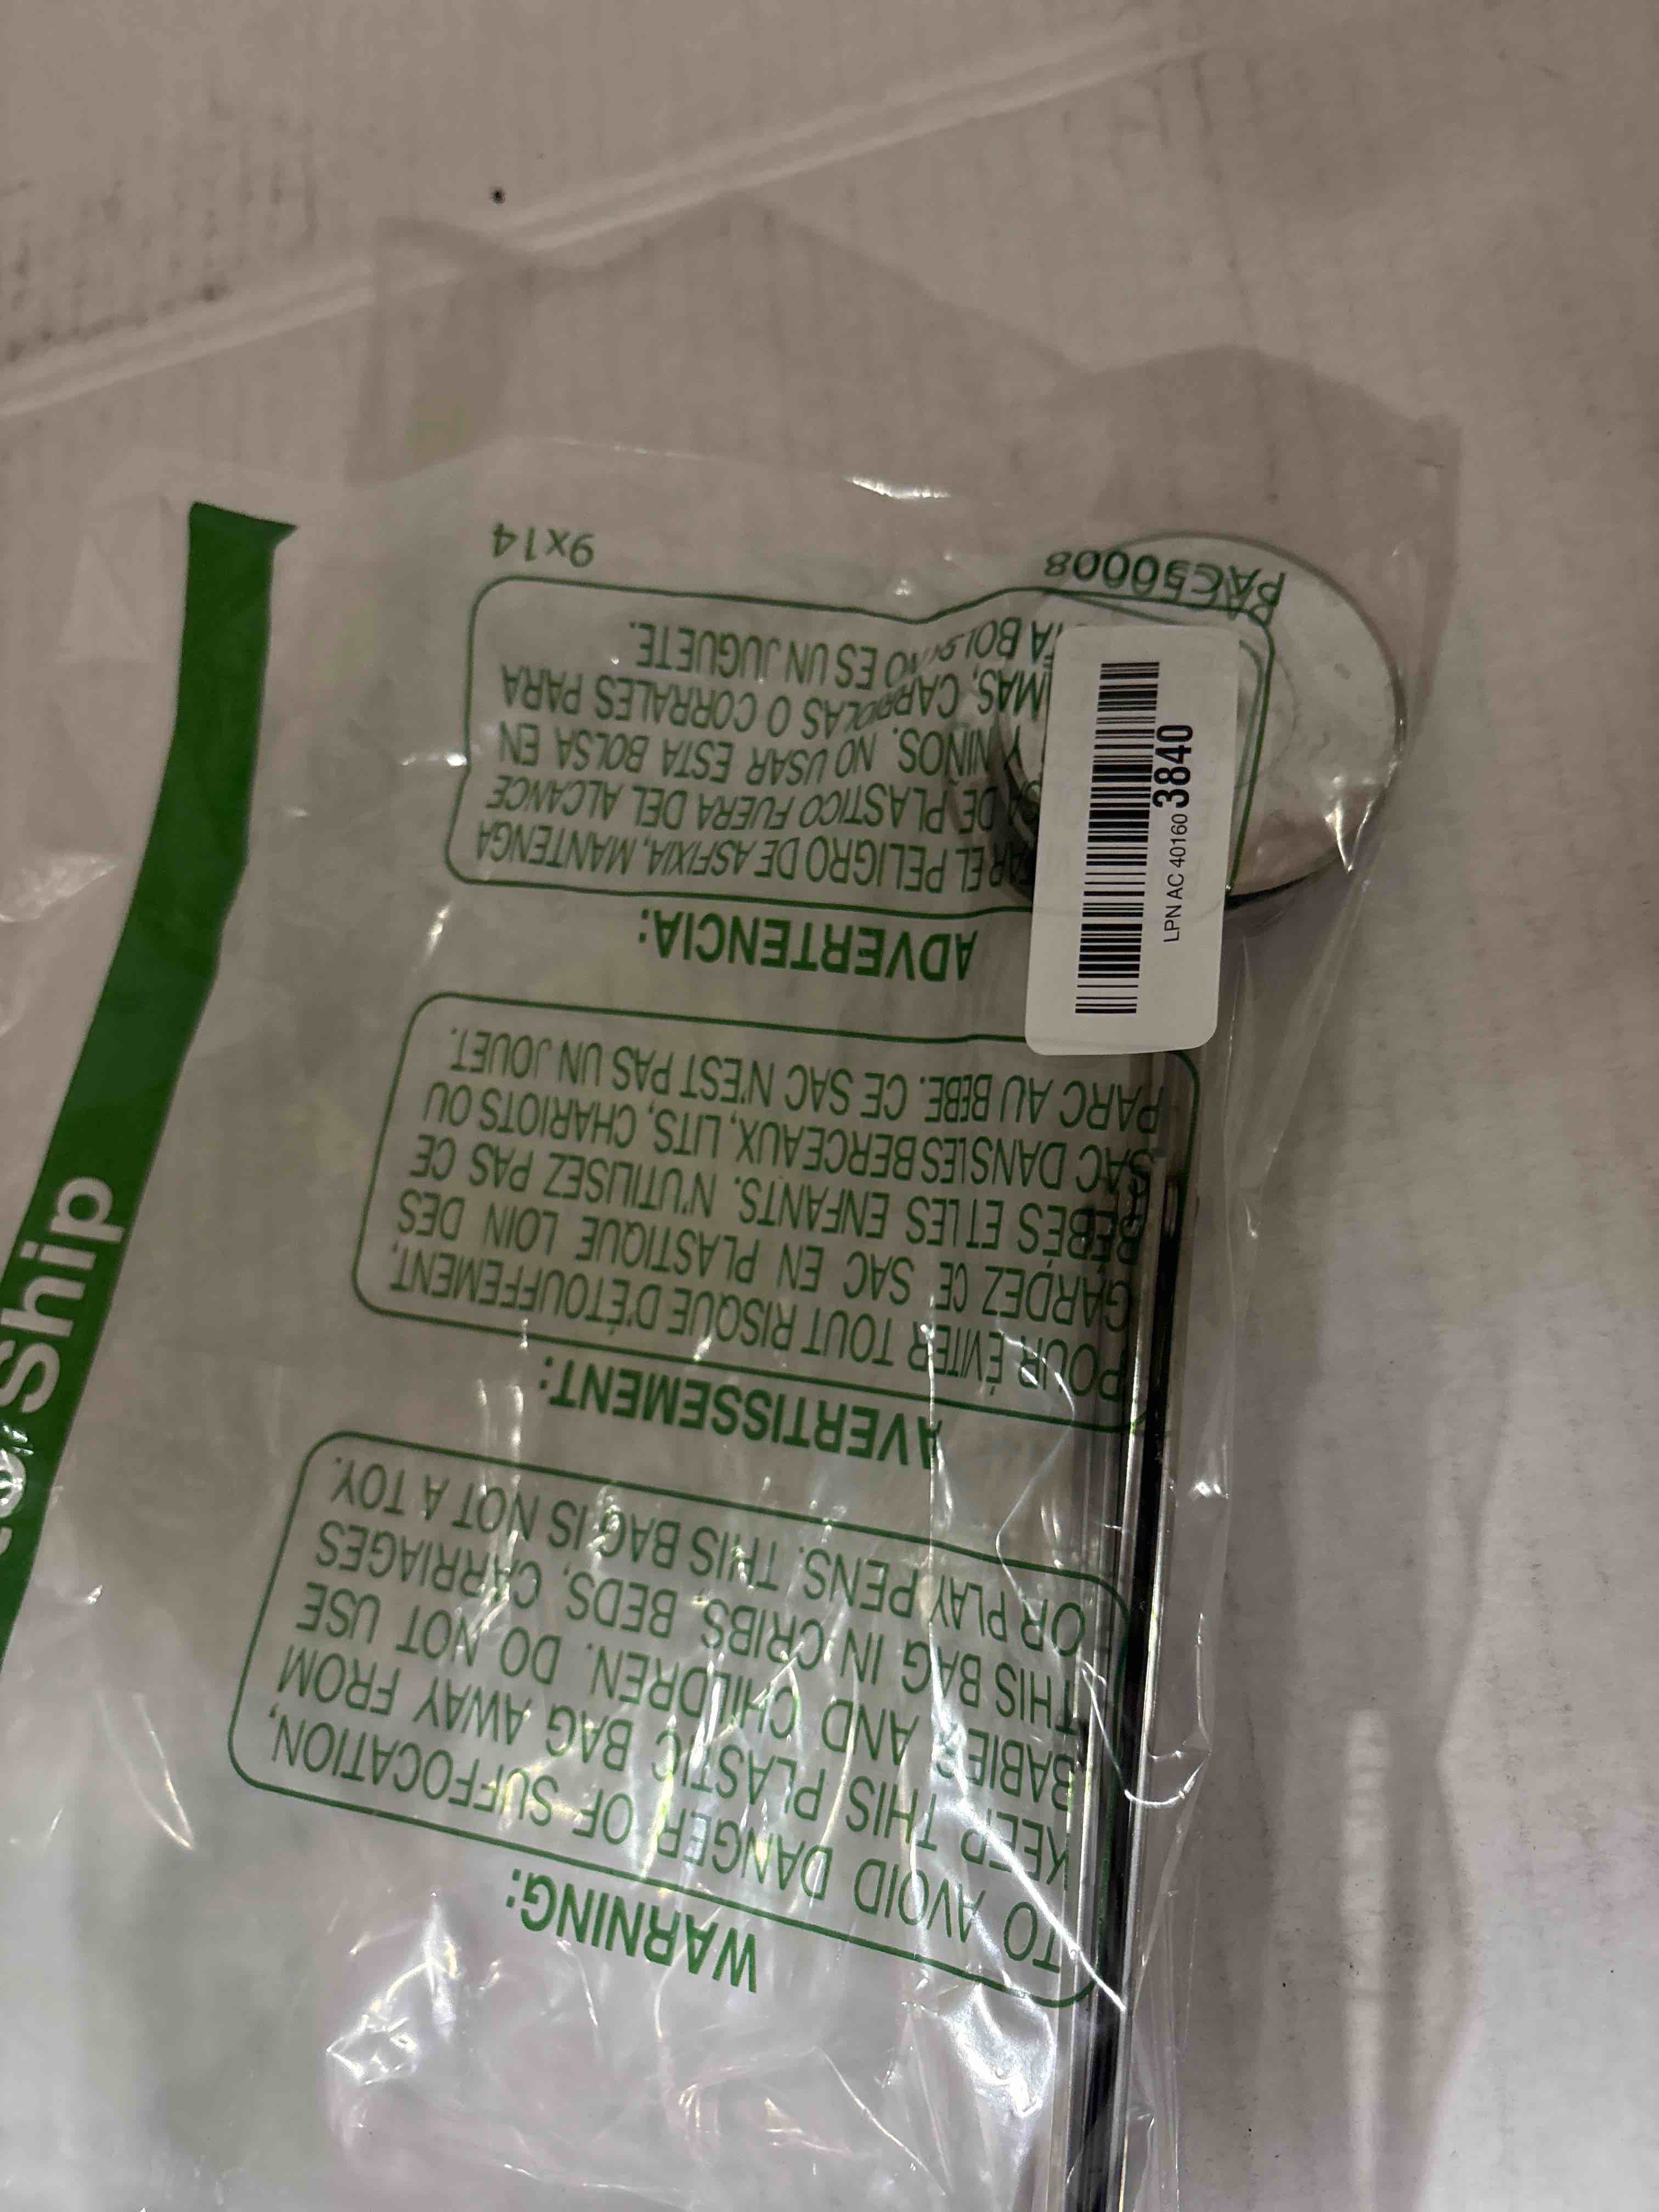 WARNING:
TO AVOID DANGER OF SUFFOCATION,
KEEP THIS PLASTIC BAG AWAY FROM
BABIES AND CHILDREN. DO NOT USE
THIS BAG IN CRIBS, BEDS, CARRIAGES
OR PLAY PENS. THIS BAG IS NOT A TOY.
AVERTISSEMENT:
POUR ÉVITER TOUT RISQUE D'ÉTOUFFEMENT,
GARDEZ CE SAC EN PLASTIQUE LOIN DES
BÉBÉS ET LES ENFANTS. N'UTILISEZ PAS CE
SAC DANS LES BERCEAUX, LITS, CHARIOTS OU
PARC AU BEBE. CE SAC N'EST PAS UN JOUET.
ADVERTENCIA:
EL PELIGRO DE ASFIXIA, MANTENGA
DE PLASTICO FUERA DEL ALCANCE
Y NIÑOS. NO USAR ESTA BOLSA EN
CARROLAS O CORRALES PARA
NO ES UN JUGUETE.
PAC50008
9x14
Ship
LPN AC 40160 3840